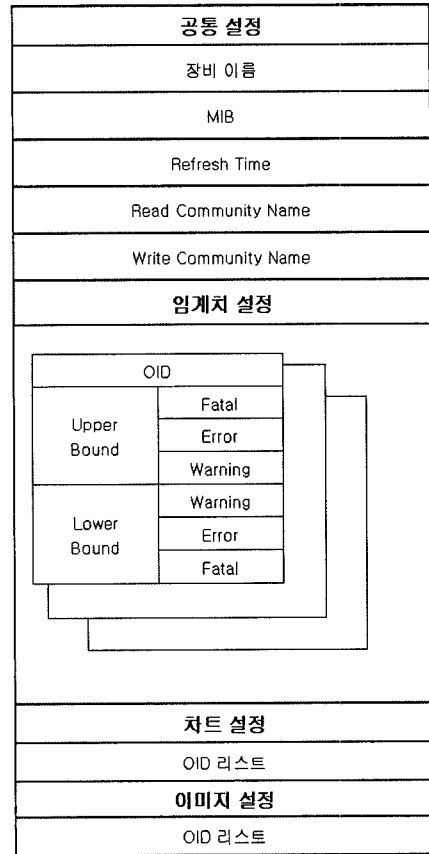 공통 설정
장비 이름
MIB
Refresh Time
Read Community Name
Write Community Name
임계치 설정
OID
Upper
Bound
Fatal
Error
Warning
Lower
Bound
Warning
Error
Fatal
차트 설정
OID 리스트
이미지 설정
OID 리스트